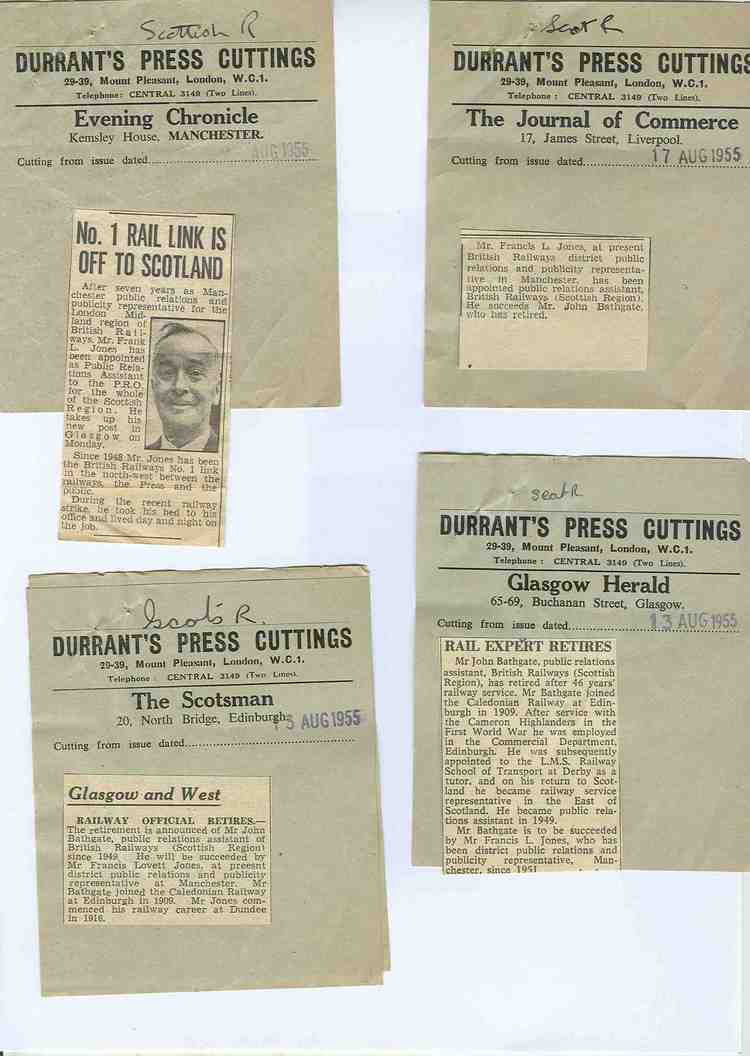 Scottish R
DURRANT'S PRESS CUTTINGS
29-39, Mount Pleasant, London, W.C.1.
Telephone: CENTRAL 3149 (Two Lines).
Evening Chronicle
Kemsley House, MANCHESTER.
Cutting from issue dated AUG 1955
No. 1 RAIL LINK IS
OFF TO SCOTLAND
After seven years as Man-
chester public relations and
publicity representative for the
London Mid-
land region of
British Rail-
ways, Mr. Frank
L. Jones has
been appointed
as Public Rela-
tions Assistant
to the P.R.O.
for the whole
of the Scottish
Region. He
takes up his
new post in
Glasgow on
Monday.
Since 1948 Mr. Jones has been
the British Railways No. 1 link
in the north-west between the
railways, the Press and the
public.
During the recent railway
strike, he took his bed to his
office and lived day and night on
the job.
Scot R
DURRANT'S PRESS CUTTINGS
29-39, Mount Pleasant, London, W.C.1.
Telephone: CENTRAL 3149 (Two Lines).
The Journal of Commerce
17, James Street, Liverpool.
Cutting from issue dated 17 AUG 1955
Mr. Francis L. Jones, at present
British Railways district public
relations and publicity representa-
tive in Manchester, has been
appointed public relations assistant,
British Railways (Scottish Region).
He succeeds Mr. John Bathgate,
who has retired.
Scots R.
DURRANT'S PRESS CUTTINGS
29-39, Mount Pleasant, London, W.C.1.
Telephone CENTRAL 3149 (Two Lines).
The Scotsman
20, North Bridge, Edinburgh.
3 AUG 1955
Cutting from issue dated
Glasgow and West
RAILWAY OFFICIAL RETIRES.—
The retirement is announced of Mr John
Bathgate, public relations assistant of
British Railways (Scottish Region)
since 1949. He will be succeeded by
Mr Francis Lovett Jones, at preesnt
district public relations and publicity
representative at Manchester. Mr
Bathgate joined the Caledonian Railway
at Edinburgh in 1909. Mr Jones com-
menced his railway career at Dundee
in 1916.
Scot R
DURRANT'S PRESS CUTTINGS
29-39, Mount Pleasant, London, W.C.1.
Telephone: CENTRAL 3149 (Two Lines).
Glasgow Herald
65-69, Buchanan Street, Glasgow.
Cutting from issue dated 13 AUG 1955
RAIL EXPERT RETIRES
Mr John Bathgate, public relations
assistant, British Railways (Scottish
Region), has retired after 46 years'
railway service. Mr Bathgate joined
the Caledonian Railway at Edin-
burgh in 1909. After service with the
Cameron Highlanders in the
First World War he was employed
in the Commercial Department,
Edinburgh. He was subsequently
appointed to the L.M.S. Railway
School of Transport at Derby as a
tutor, and on his return to Scot-
land he became railway service
representative in the East of
Scotland. He became public rela-
tions assistant in 1949.
Mr Bathgate is to be succeeded
by Mr Francis L. Jones, who has
been district public relations and
publicity representative, Man-
chester, since 1951